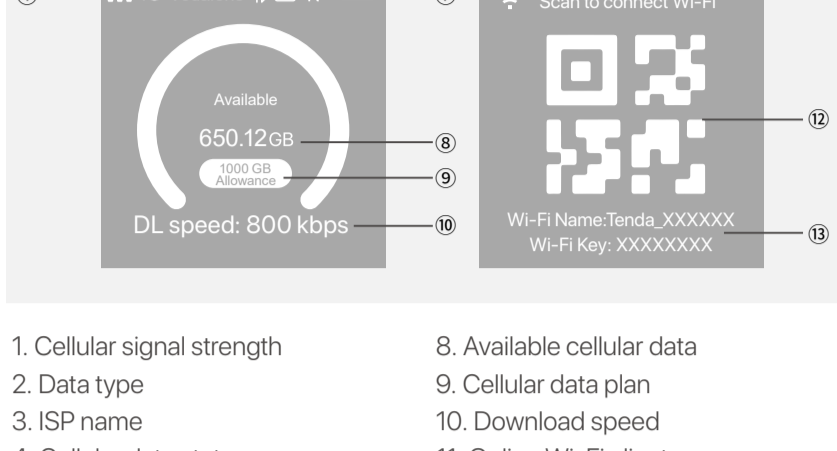 Scan to connect Wi-Fi
Available
650.12GB
⑧
1000 GB
Allowance
⑨
DL speed: 800 kbps
⑩
⑫
Wi-Fi Name:Tenda_XXXXXX
Wi-Fi Key: XXXXXXXX
⑬
1. Cellular signal strength
2. Data type
3. ISP name
8. Available cellular data
9. Cellular data plan
10. Download speed